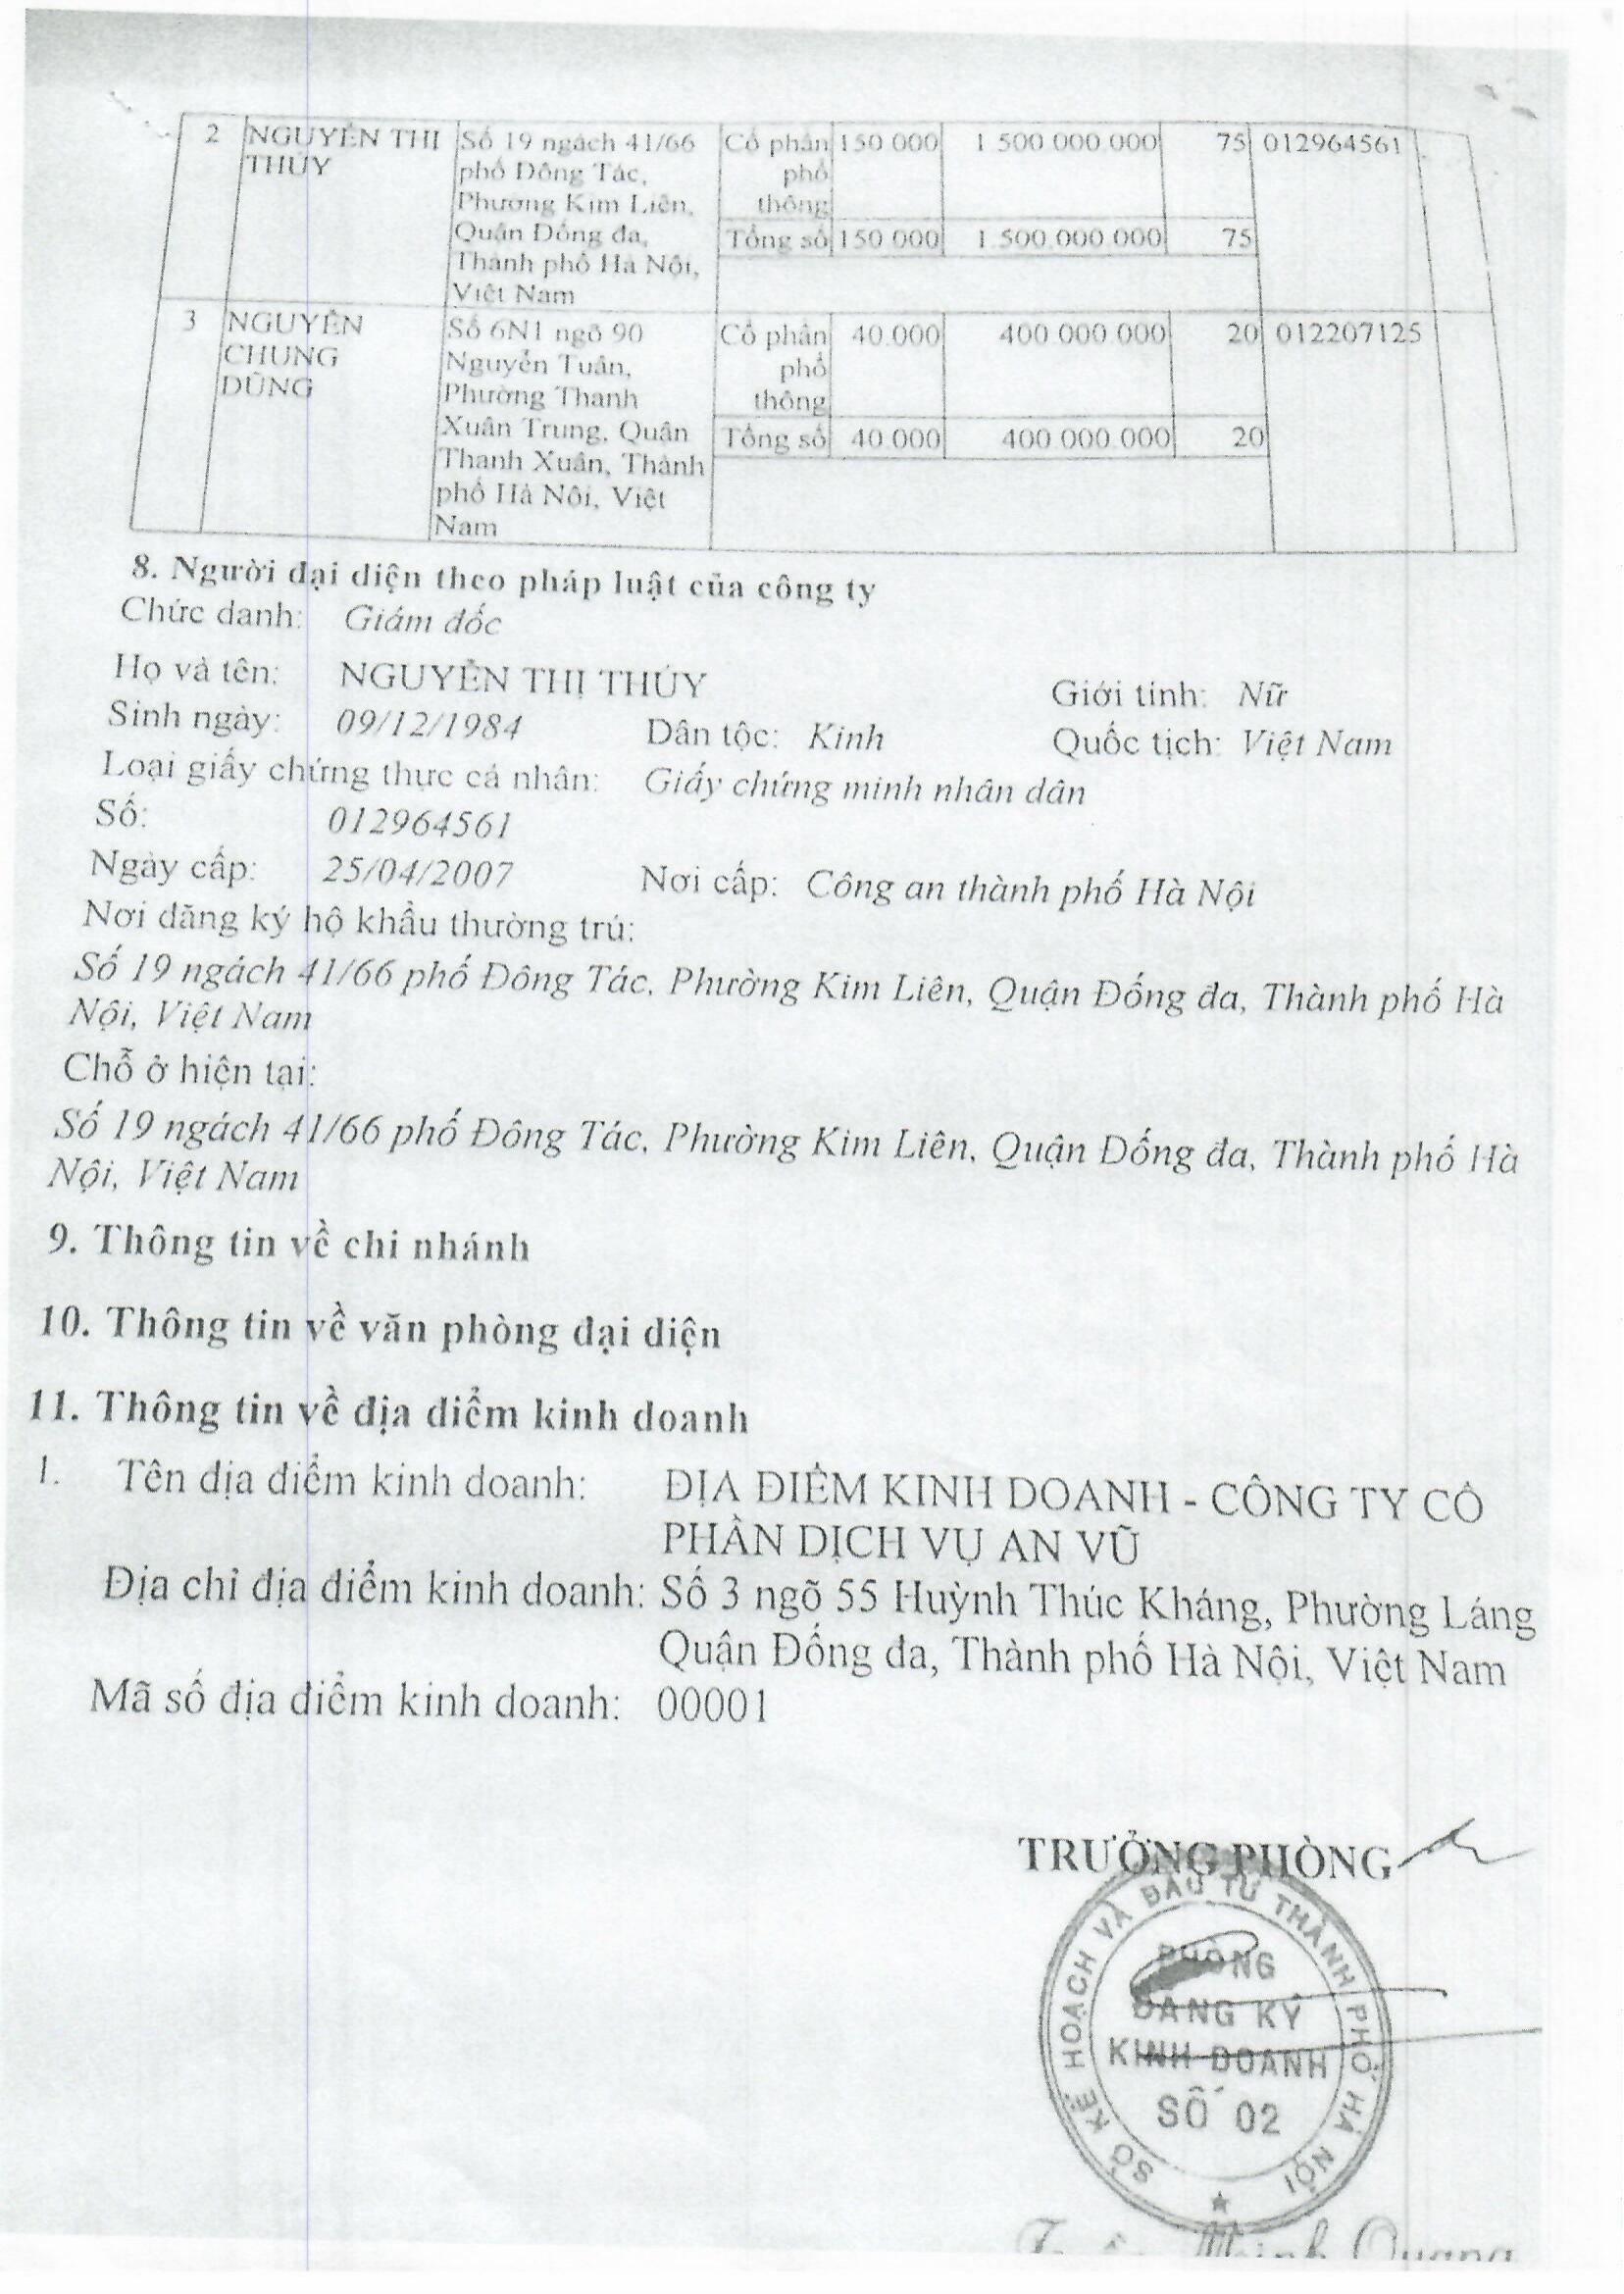 2 NGUYỄN THỊ THÚY Số 19 ngách 41/66 phố Đông Tác, Phường Kim Liên, Quận Đống đa, Thành phố Hà Nội, Việt Nam Cổ phần phổ thông 150 000 1 500 000 000 75 012964561
Tổng số 150 000 1.500.000.000 75
3 NGUYỄN CHUNG DŨNG Số 6N1 ngõ 90 Nguyễn Tuân, Phường Thanh Xuân Trung, Quận Thanh Xuân, Thành phố Hà Nội, Việt Nam Cổ phần phổ thông 40.000 400 000.000 20 012207125
Tổng số 40 000 400 000.000 20
8. Người đại diện theo pháp luật của công ty
Chức danh: Giám đốc
Họ và tên: NGUYỄN THỊ THÚY Giới tính: Nữ
Sinh ngày: 09/12/1984 Dân tộc: Kinh Quốc tịch: Việt Nam
Loại giấy chứng thực cá nhân: Giấy chứng minh nhân dân
Số: 012964561
Ngày cấp: 25/04/2007 Nơi cấp: Công an thành phố Hà Nội
Nơi đăng ký hộ khẩu thường trú:
Số 19 ngách 41/66 phố Đông Tác, Phường Kim Liên, Quận Đống đa, Thành phố Hà
Nội, Việt Nam
Chỗ ở hiện tại:
Số 19 ngách 41/66 phố Đông Tác, Phường Kim Liên, Quận Đống đa, Thành phố Hà
Nội, Việt Nam
9. Thông tin về chi nhánh
10. Thông tin về văn phòng đại diện
11. Thông tin về địa điểm kinh doanh
1. Tên địa điểm kinh doanh: ĐỊA ĐIỂM KINH DOANH - CÔNG TY CỔ
PHẦN DỊCH VỤ AN VŨ
Địa chỉ địa điểm kinh doanh: Số 3 ngõ 55 Huỳnh Thúc Kháng, Phường Láng
Quận Đống đa, Thành phố Hà Nội, Việt Nam
Mã số địa điểm kinh doanh: 00001
TRƯỞNG PHÒNG
SỞ KẾ HOẠCH VÀ ĐẦU TƯ THÀNH PHỐ HÀ NỘI
PHÒNG
ĐĂNG KÝ
KINH DOANH
SỐ 02
Quang